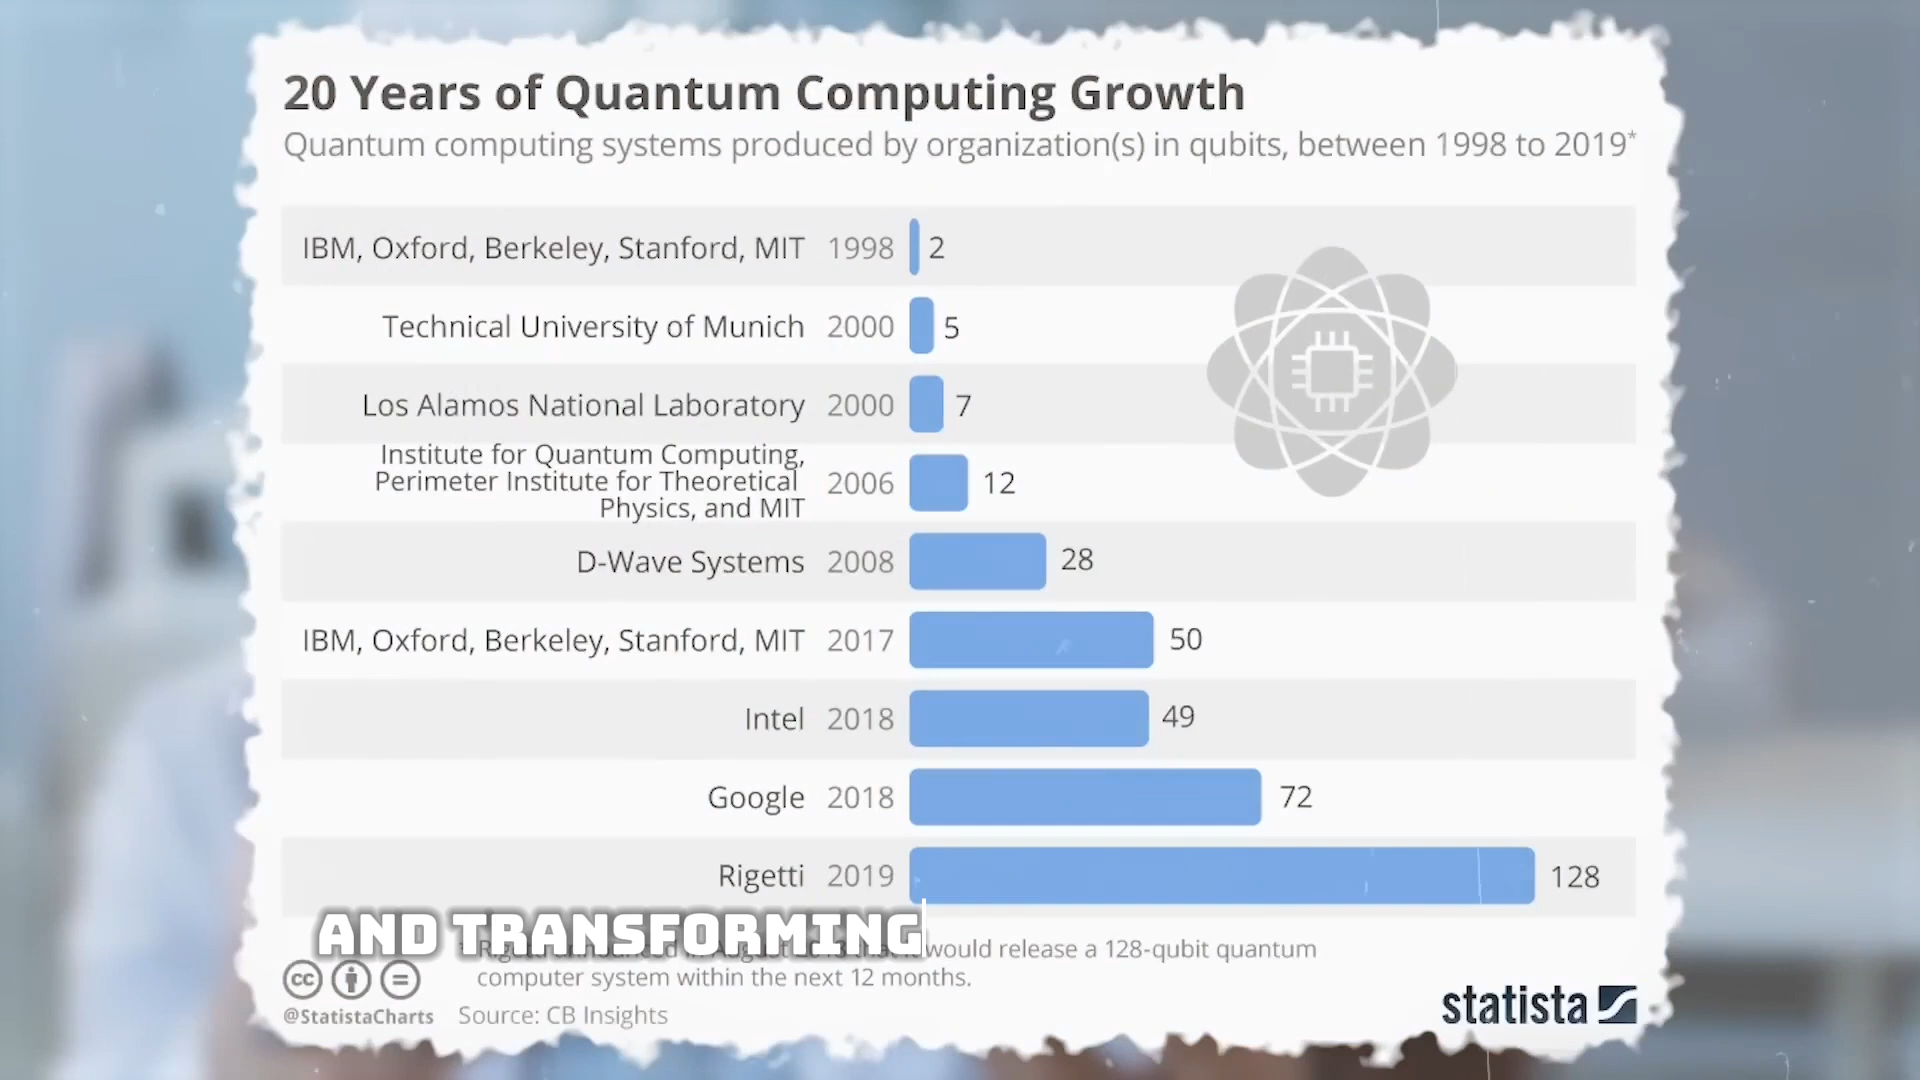 20 Years of Quantum Computing Growth
Quantum computing systems produced by organization(s) in qubits, between 1998 to 2019*
IBM, Oxford, Berkeley, Stanford, MIT 1998 2
Technical University of Munich 2000 5
Los Alamos National Laboratory 2000 7
Institute for Quantum Computing,
Perimeter Institute for Theoretical 2006 12
Physics, and MIT
D-Wave Systems 2008 28
IBM, Oxford, Berkeley, Stanford, MIT 2017 50
Intel 2018 49
Google 2018 72
Rigetti 2019 128
AND TRANSFORMING
would release a 128-qubit quantum
computer system within the next 12 months.
@StatistaCharts Source: CB Insights
statista
cc